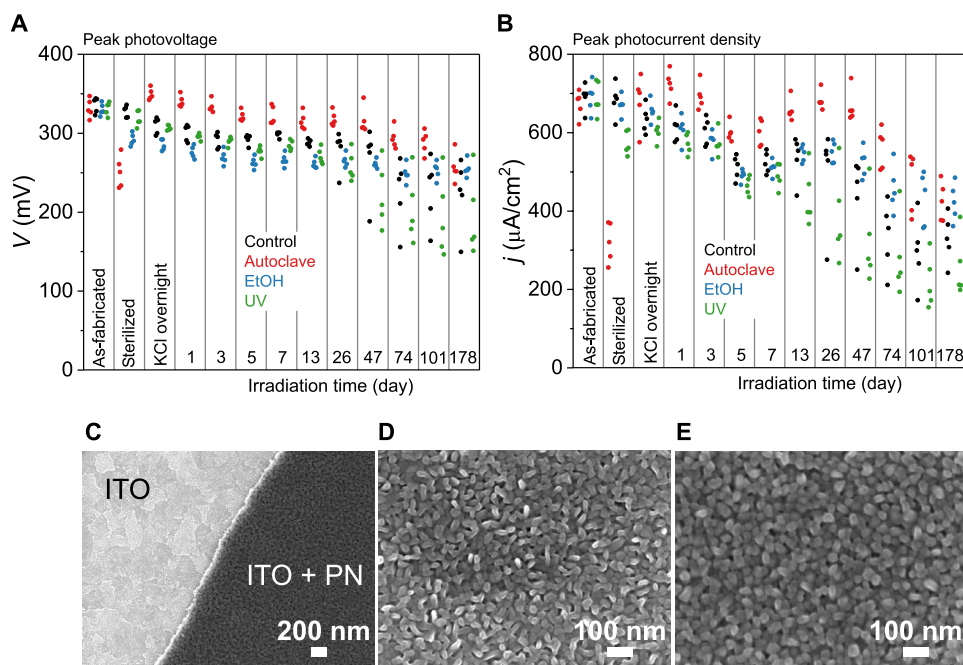 A
Peak photovoltage
400
300
200
100
0
V (mV)
Control
Autoclave
EtOH
UV
As-fabricated
Sterilized
KCl overnight
1 3 5 7 13 26 47 74 101 178
Irradiation time (day)
B
Peak photocurrent density
800
600
400
200
0
j (μA/cm2)
Control
Autoclave
EtOH
UV
As-fabricated
Sterilized
KCl overnight
1 3 5 7 13 26 47 74 101 178
Irradiation time (day)
C
ITO
ITO + PN
200 nm
D
100 nm
E
100 nm